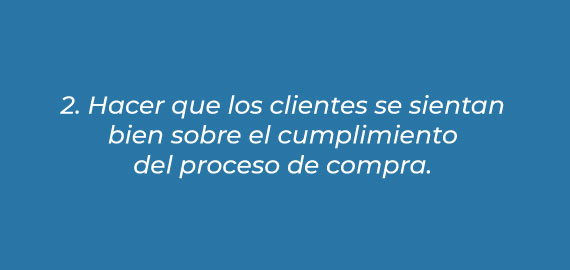 2. Hacer que los clientes se sientan
bien sobre el cumplimiento
del proceso de compra.